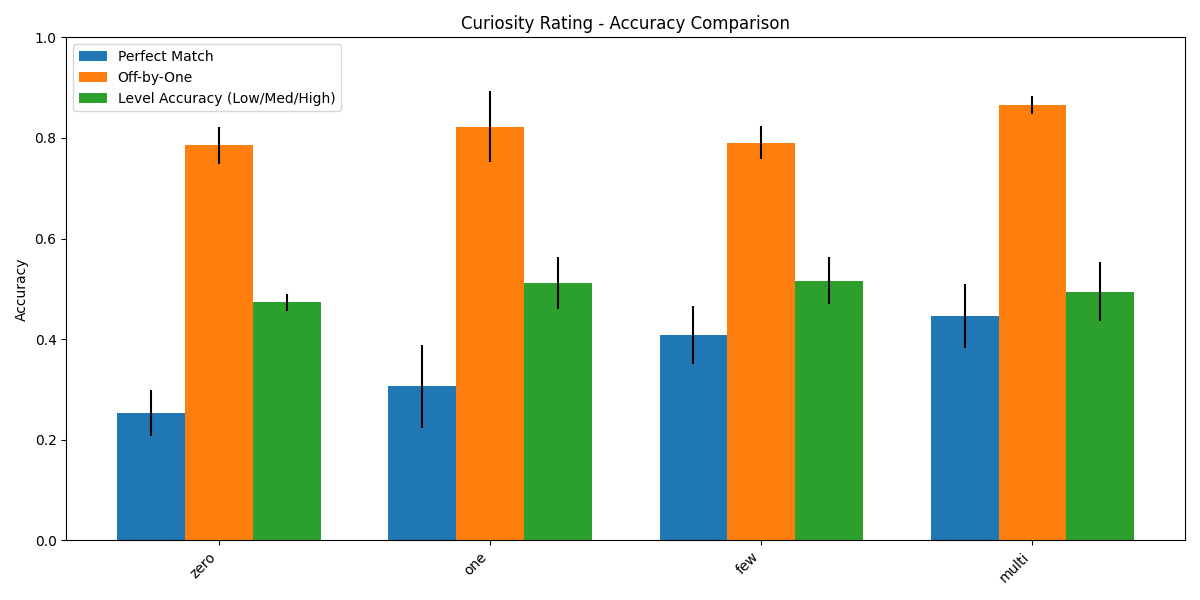 Curiosity Rating - Accuracy Comparison
Perfect Match
Off-by-One
Level Accuracy (Low/Med/High)
Accuracy
1.0
0.8
0.6
0.4
0.2
0.0
zero
one
few
multi